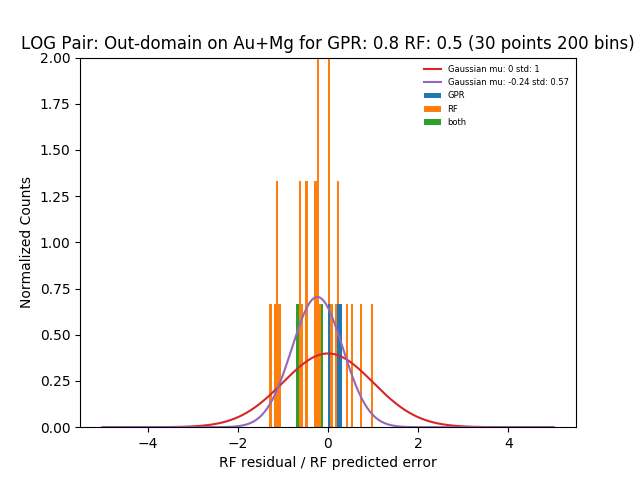 LOG Pair: Out-domain on Au+Mg for GPR: 0.8 RF: 0.5 (30 points 200 bins)
Gaussian mu: 0 std: 1
Gaussian mu: -0.24 std: 0.57
GPR
RF
both
Normalized Counts
2.00
1.75
1.50
1.25
1.00
0.75
0.50
0.25
0.00
−4 −2 0 2 4
RF residual / RF predicted error